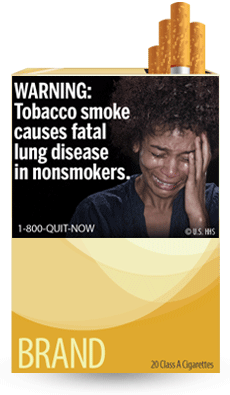 WARNING:
Tobacco smoke
causes fatal
lung disease
in nonsmokers.
1-800-QUIT-NOW
© U.S. HHS
BRAND
20 Class A Cigarettes